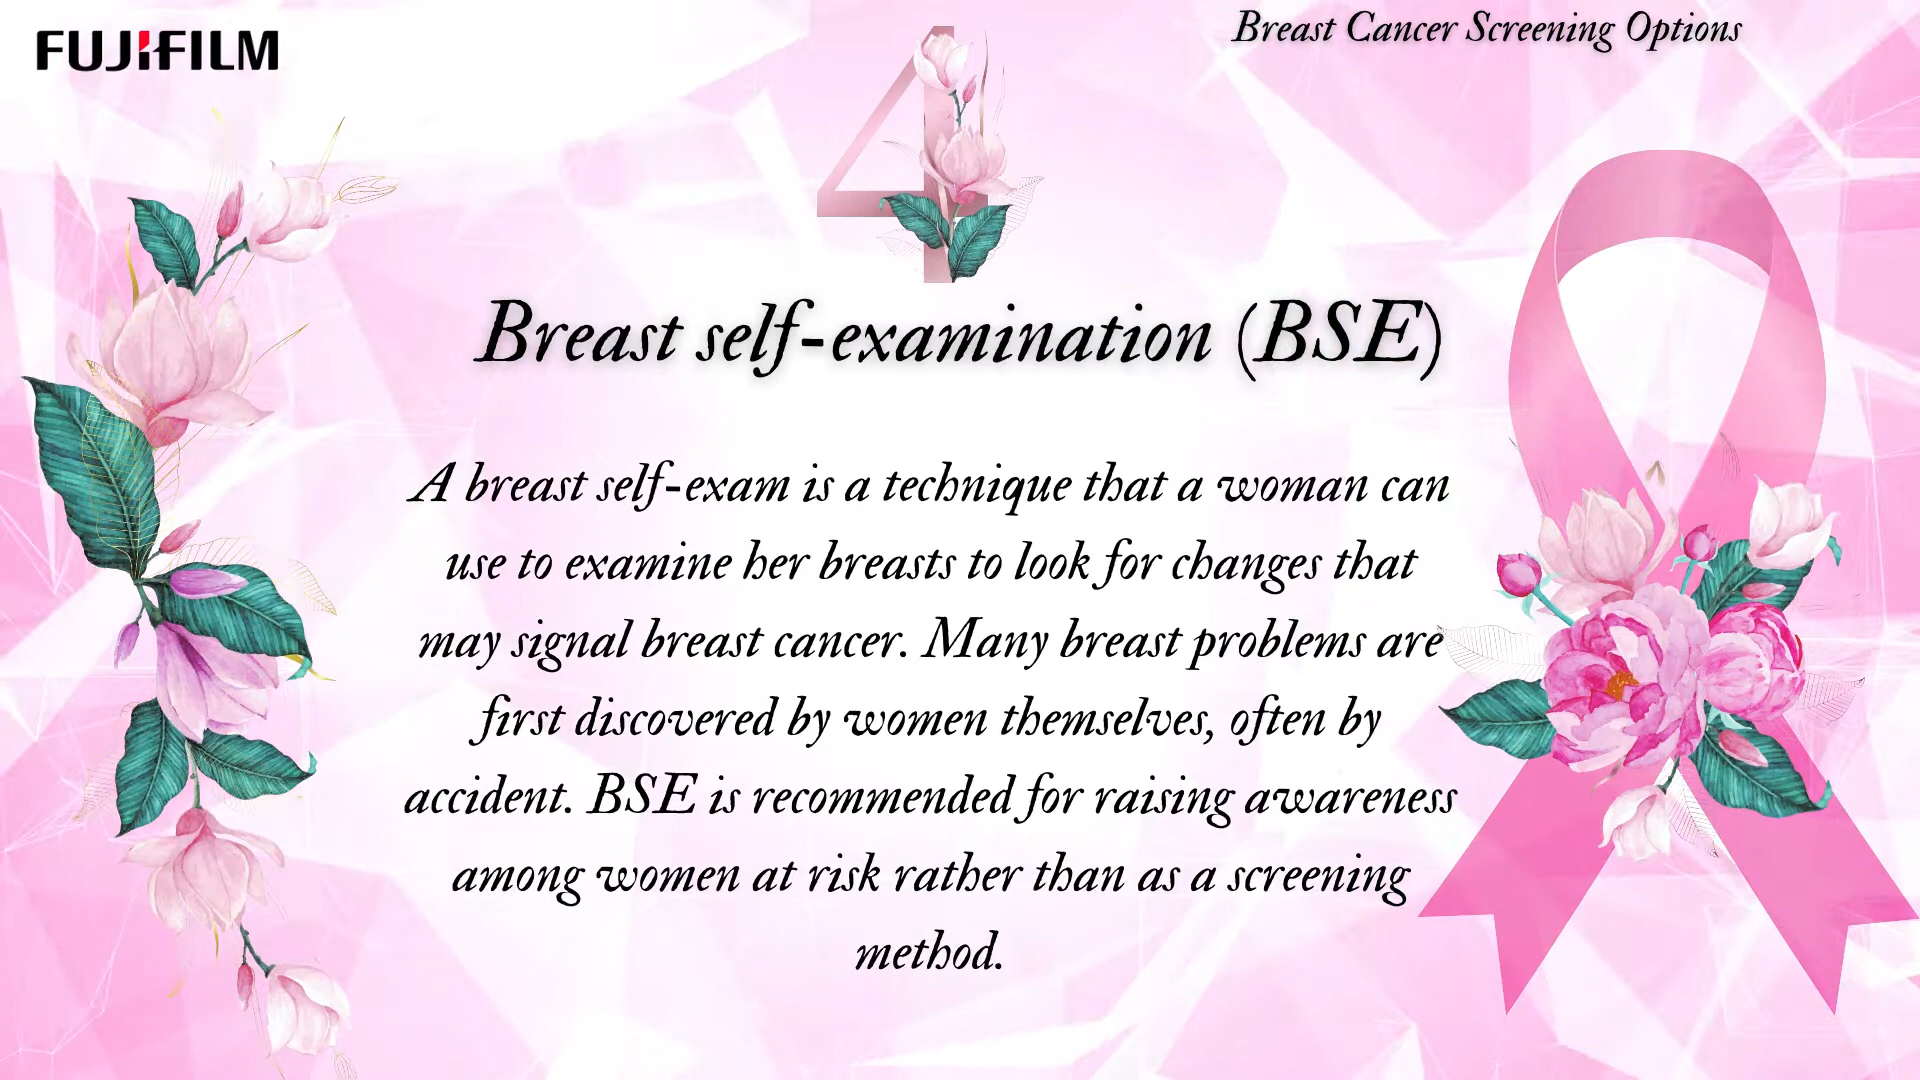 FUJIFILM
Breast Cancer Screening Options
4
Breast self-examination (BSE)
A breast self-exam is a technique that a woman can
use to examine her breasts to look for changes that
may signal breast cancer. Many breast problems are
first discovered by women themselves, often by
accident. BSE is recommended for raising awareness
among women at risk rather than as a screening
method.